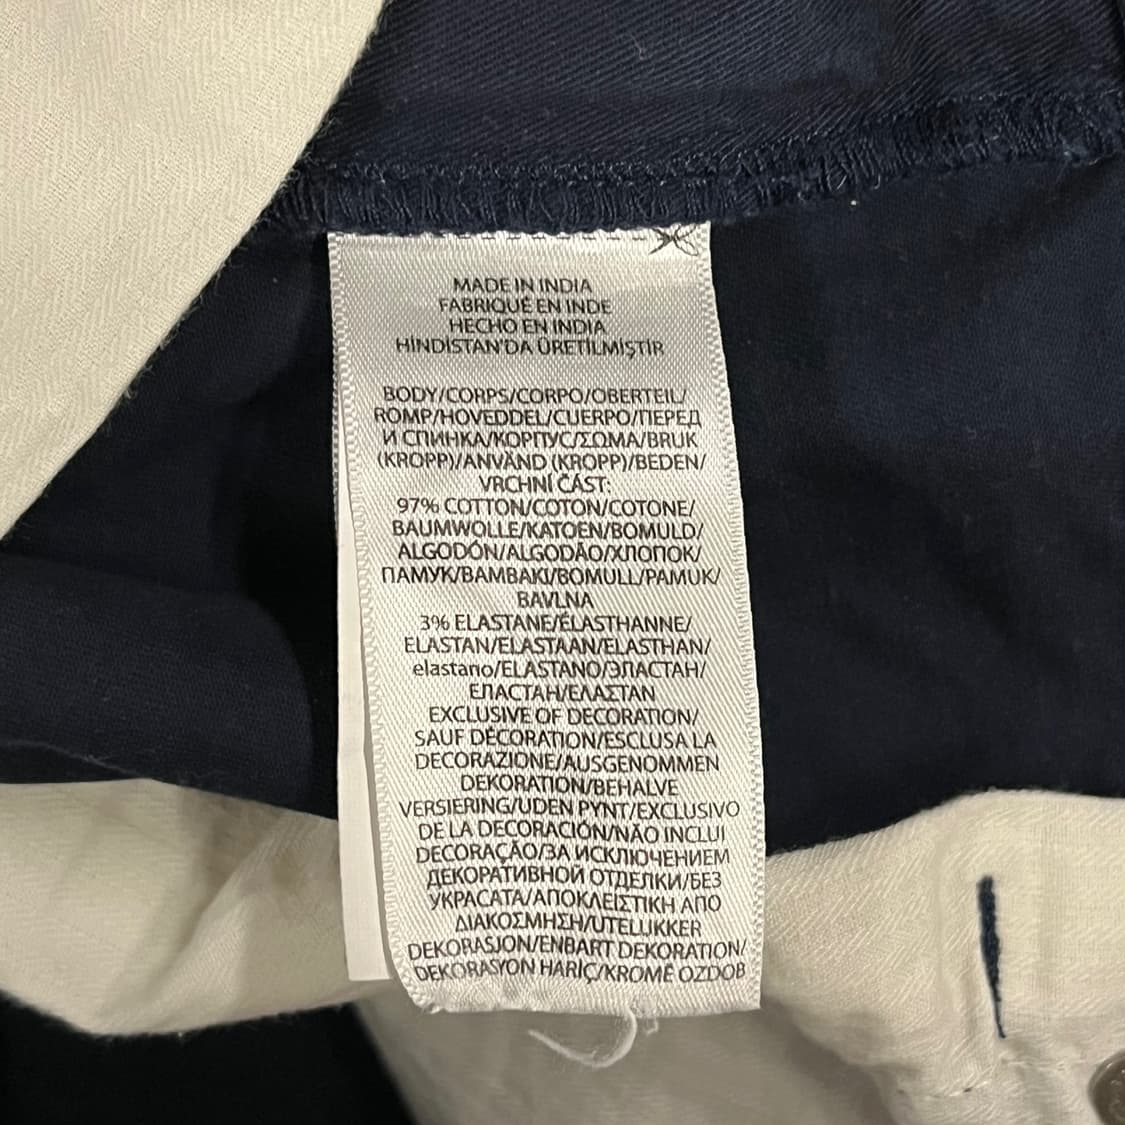 MADE IN INDIA
FABRIQUÉ EN INDE
HECHO EN INDIA
HİNDİSTAN'DA ÜRETİLMİŞTİR
BODY/CORPS/CORPO/OBERTEIL/
ROMP/HOVEDDEL/CUERPO/ПЕРЕД
И СПИНКА/КОРПУС/ΣΩΜΑ/BRUK
(KROPP)/ANVÄND (KROPP)/BEDEN/
VRCHNÍ ČÁST:
97% COTTON/COTON/COTONE/
BAUMWOLLE/KATOEN/BOMULD/
ALGODÓN/ALGODÃO/ХЛОПОК/
ПАМУК/ΒΑΜΒΑΚΙ/BOMULL/PAMUK/
BAVLNA
3% ELASTANE/ÉLASTHANNE/
ELASTAN/ELASTAAN/ELASTHAN/
elastano/ELASTANO/ЭЛАСТАН/
ЕЛАСТАН/ΕΛΑΣΤΑΝ
EXCLUSIVE OF DECORATION/
SAUF DÉCORATION/ESCLUSA LA
DECORAZIONE/AUSGENOMMEN
DEKORATION/BEHALVE
VERSIERING/UDEN PYNT/EXCLUSIVO
DE LA DECORACIÓN/NÃO INCLUI
DECORAÇÃO/ЗА ИСКЛЮЧЕНИЕМ
ДЕКОРАТИВНОЙ ОТДЕЛКИ/БЕЗ
УКРАСАТА/ΑΠΟΚΛΕΙΣΤΙΚΗ ΑΠΟ
ΔΙΑΚΟΣΜΗΣΗ/UTELUKKER
DEKORASJON/ENBART DEKORATION/
DEKORASYON HARİÇ/KROMĚ OZDOB